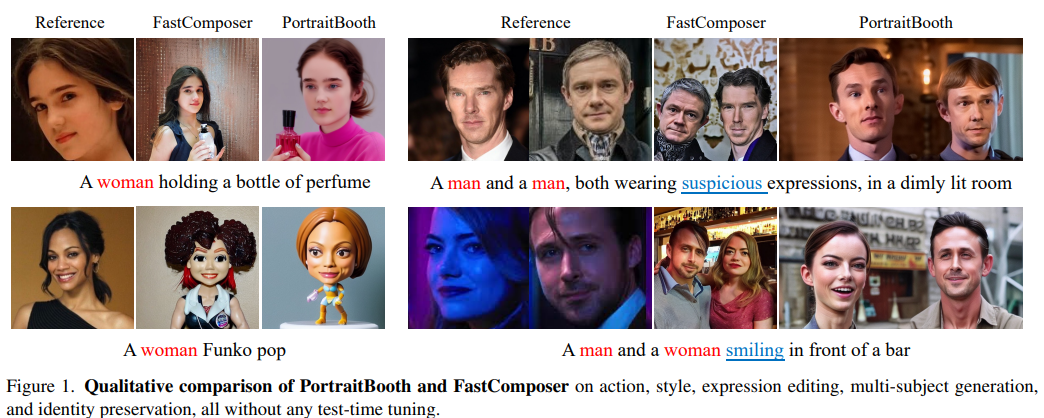 Reference FastComposer PortraitBooth Reference FastComposer PortraitBooth
A woman holding a bottle of perfume
A man and a man, both wearing suspicious expressions, in a dimly lit room
A woman Funko pop
A man and a woman smiling in front of a bar
Figure 1. Qualitative comparison of PortraitBooth and FastComposer on action, style, expression editing, multi-subject generation,
and identity preservation, all without any test-time tuning.